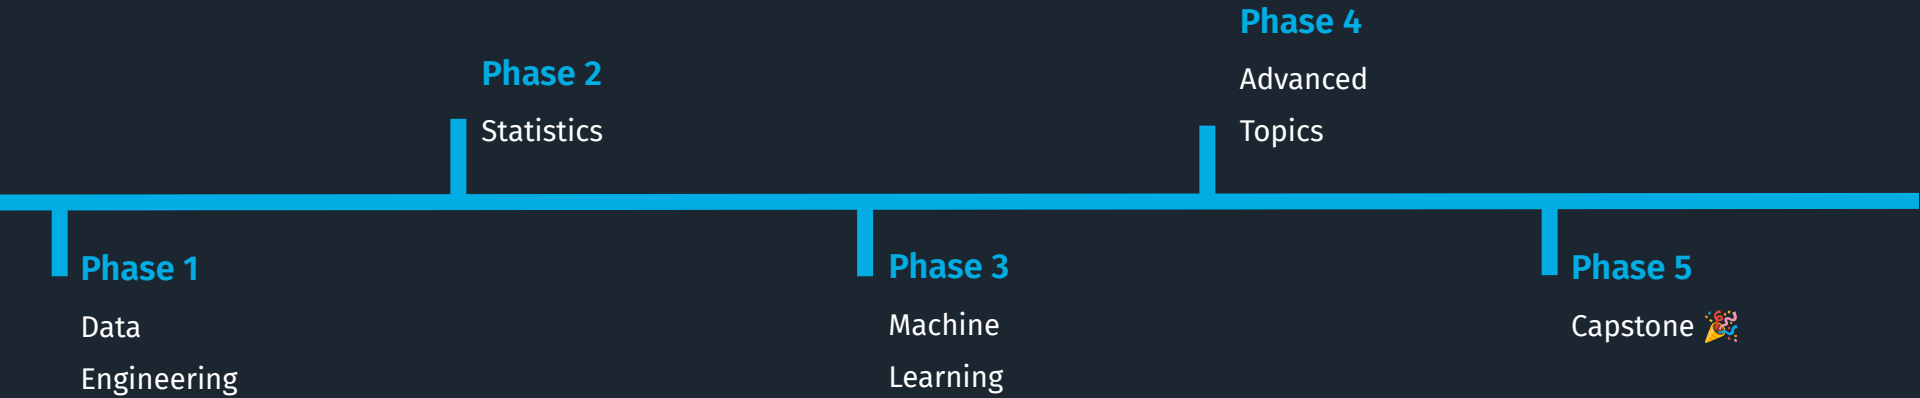 Phase 1
Data
Engineering
Phase 2
Statistics
Phase 3
Machine
Learning
Phase 4
Advanced
Topics
Phase 5
Capstone 🎉